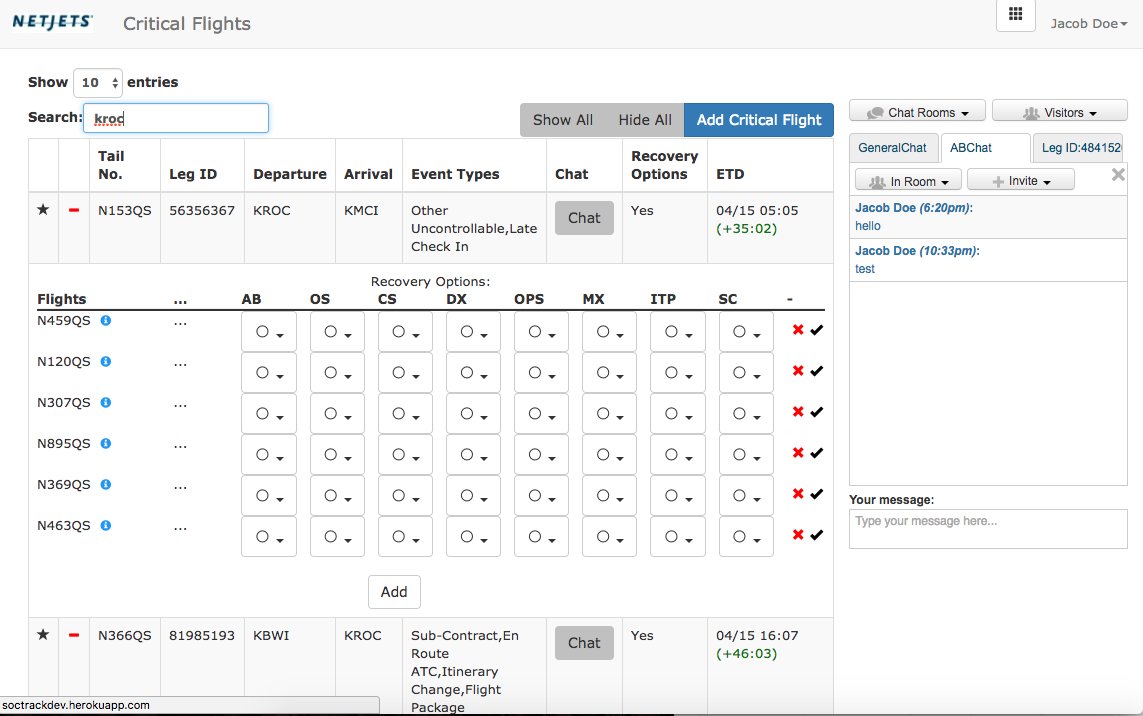 NETJETS
Critical Flights
Jacob Doe
Show 10 entries
Search: kroc
Show All Hide All Add Critical Flight
Tail No. Leg ID Departure Arrival Event Types Chat Recovery Options ETD
N153QS 56356367 KROC KMCI Other Uncontrollable,Late Check In Chat Yes 04/15 05:05 (+35:02)
Recovery Options:
Flights ... AB OS CS DX OPS MX ITP SC -
N459QS ...
N120QS ...
N307QS ...
N895QS ...
N369QS ...
N463QS ...
Add
N366QS 81985193 KBWI KROC Sub-Contract,En Route ATC,Itinerary Change,Flight Package Chat Yes 04/15 16:07 (+46:03)
Chat Rooms Visitors
GeneralChat ABChat Leg ID:4841520
In Room Invite
Jacob Doe (6:20pm):
hello
Jacob Doe (10:33pm):
test
Your message:
Type your message here...
soctrackdev.herokuapp.com